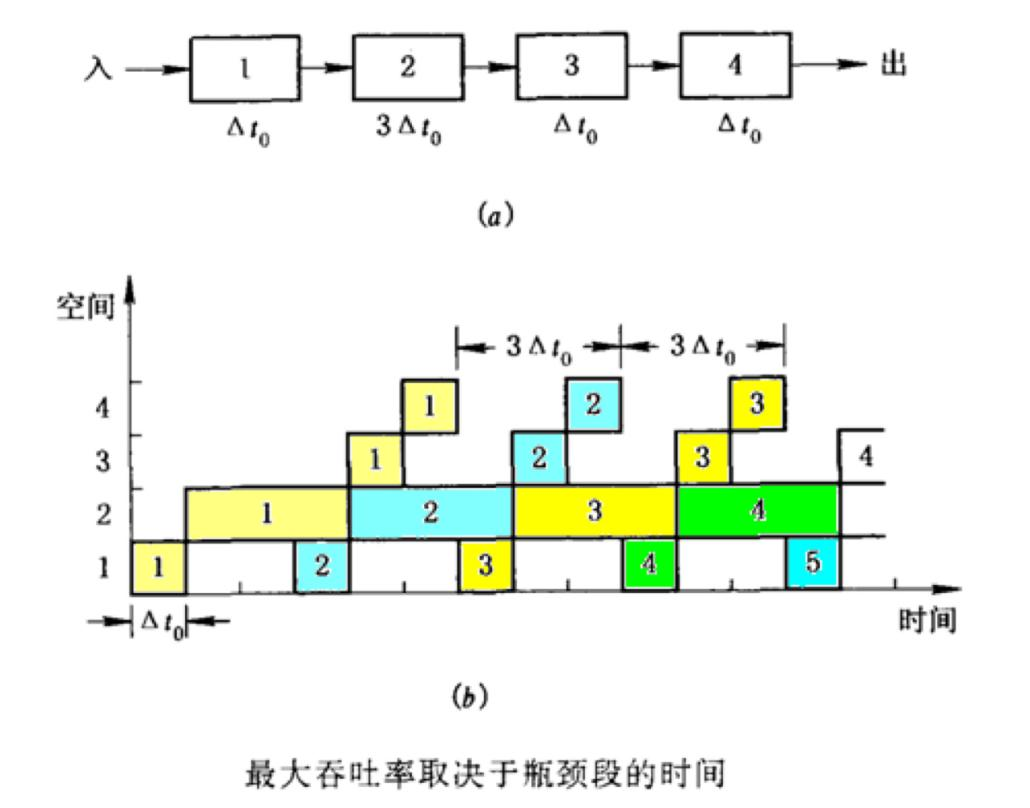 入 1 2 3 4 出
Δt₀ 3Δt₀ Δt₀ Δt₀
(a)
空间
3Δt₀ 3Δt₀
4 1 2 3
3 1 2 3 4
2 1 2 3 4
1 1 2 3 4 5
Δt₀ 时间
(b)
最大吞吐率取决于瓶颈段的时间